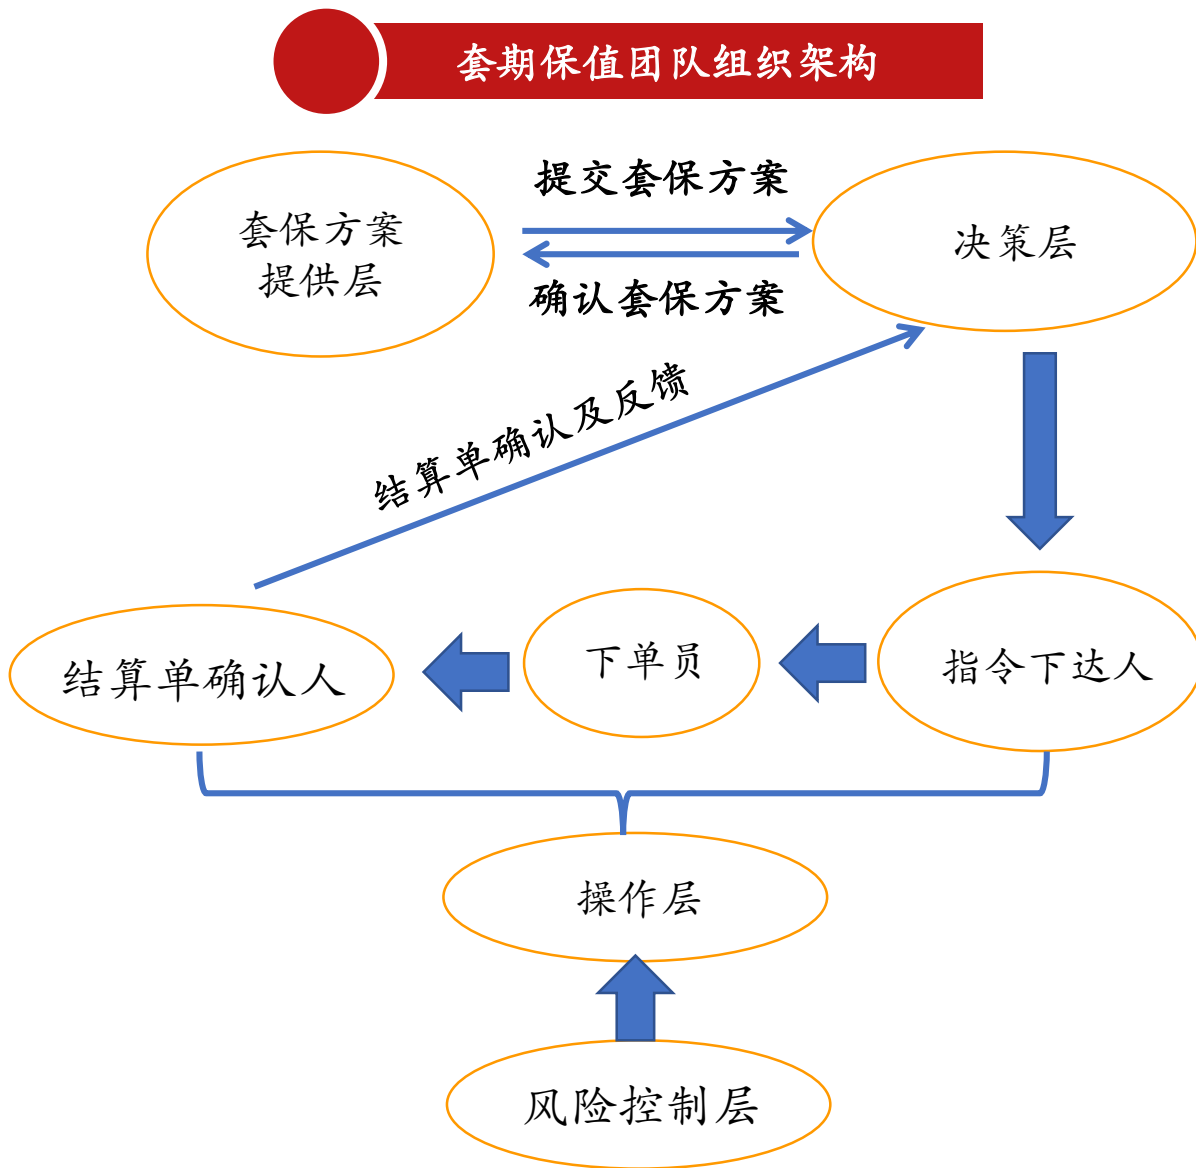 套期保值团队组织架构
提交套保方案
套保方案
提供层
决策层
确认套保方案
结算单确认及反馈
结算单确认人
下单员
指令下达人
操作层
风险控制层